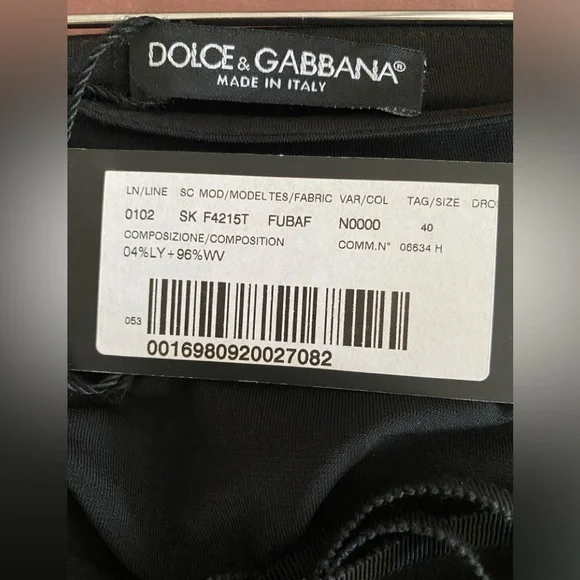 DOLCE & GABBANA®
MADE IN ITALY
LN/LINE SC MOD/MODEL TES/FABRIC VAR/COL TAG/SIZE DRO
0102 SK F4215T FUBAF N0000 40
COMPOSIZIONE/COMPOSITION COMM.N° 06634 H
04%LY+96%WV
053
0016980920027082